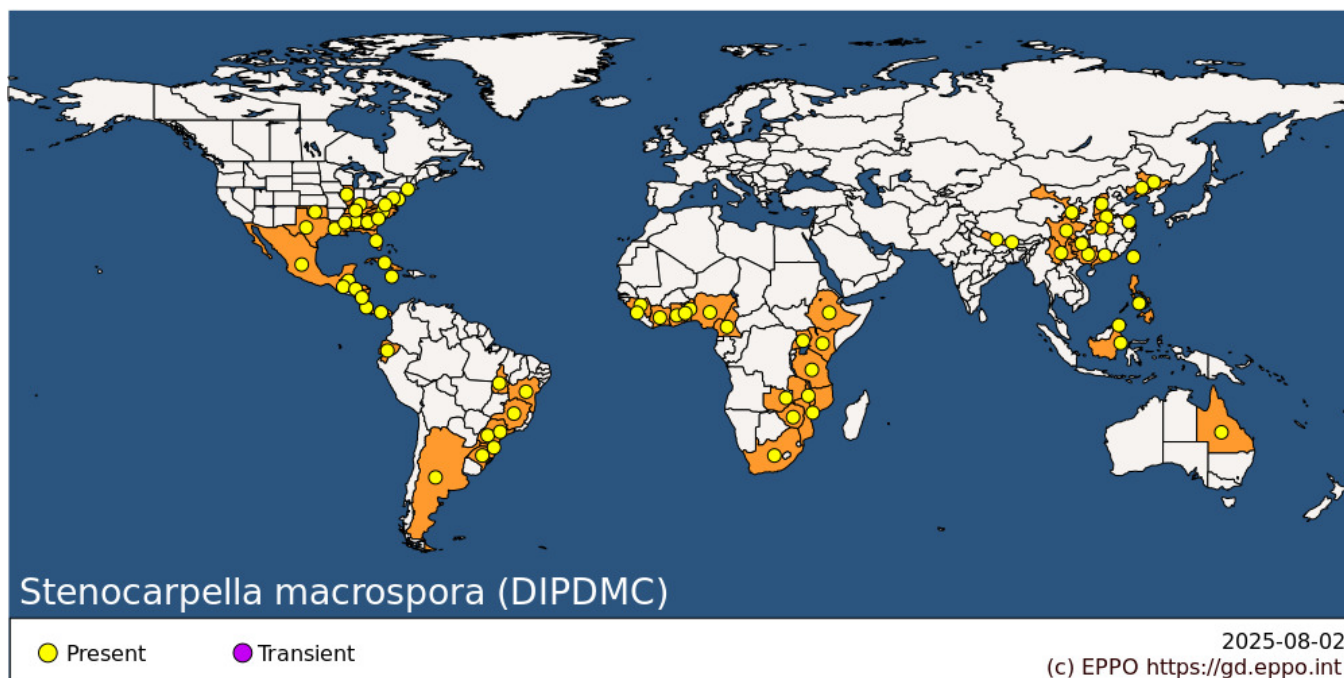 Stenocarpella macrospora (DIPDMC)
Present
Transient
2025-08-02
(c) EPPO https://gd.eppo.int